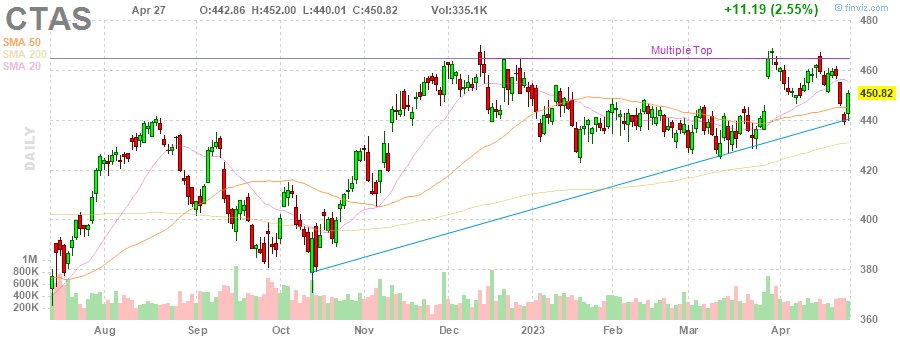 CTAS Apr 27 O:442.86 H:452.00 L:440.01 C:450.82 Vol:335.1K +11.19 (2.55%) finviz.com
SMA 50
SMA 200
SMA 20
Multiple Top
DAILY
480
460
450.82
440
420
400
380
360
1M
800K
600K
400K
200K
Aug Sep Oct Nov Dec 2023 Feb Mar Apr